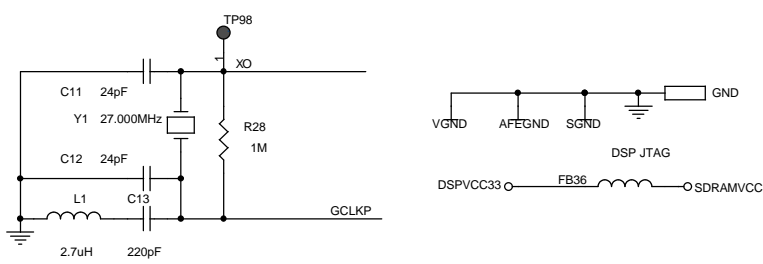 TP98
1
XO
C11 24pF
Y1 27.000MHz
R28
1M
C12 24pF
L1 C13
GCLKP
2.7uH 220pF
GND
VGND AFEGND SGND
DSP JTAG
DSPVCC33 FB36 SDRAMVCC